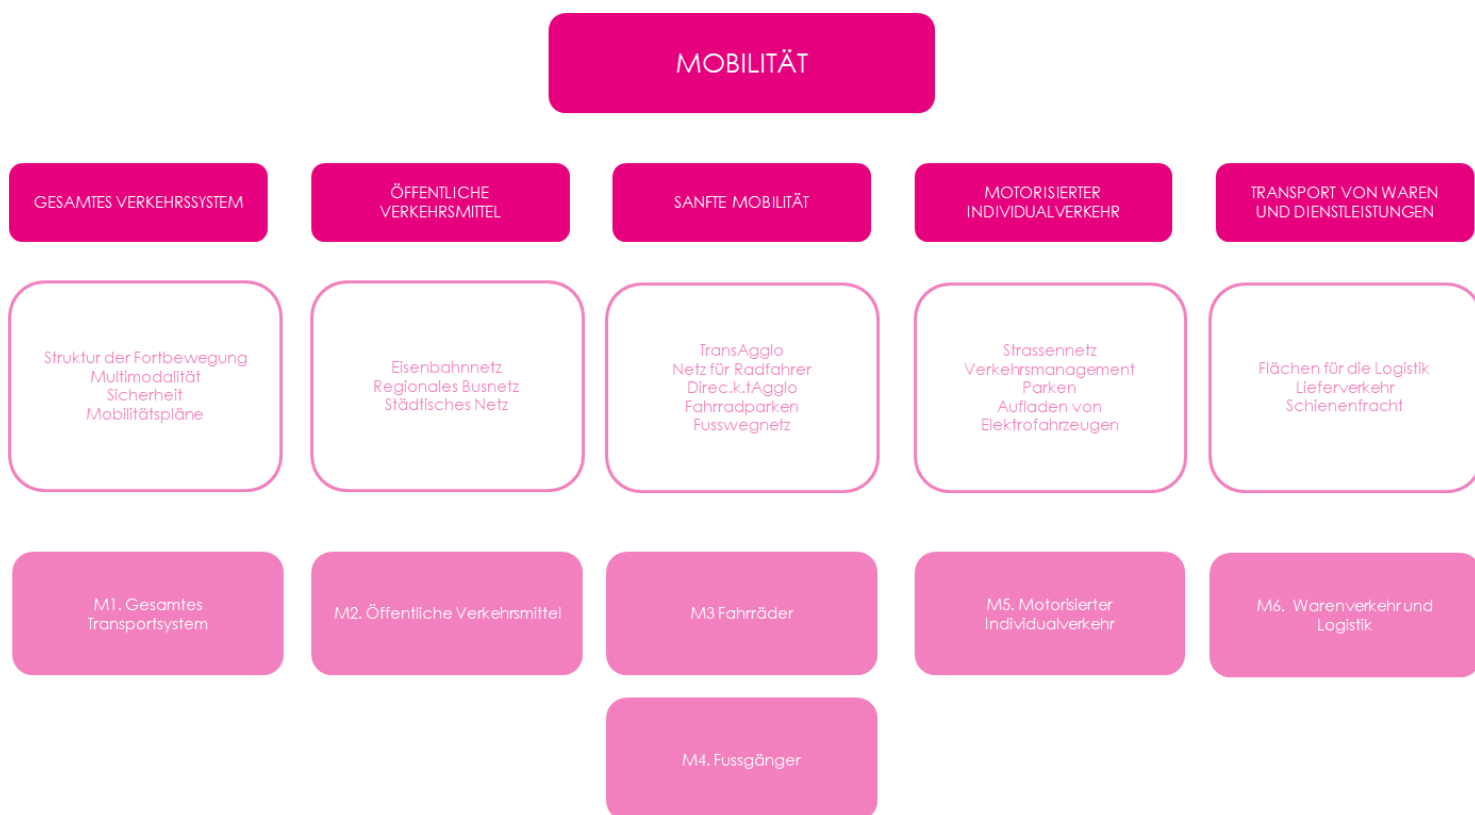 MOBILITÄT
GESAMTES VERKEHRSSYSTEM
ÖFFENTLICHE
VERKEHRSMITTEL
SANFTE MOBILITÄT
MOTORISIERTER
INDIVIDUALVERKEHR
TRANSPORT VON WAREN
UND DIENSTLEISTUNGEN
Struktur der Fortbewegung
Multimodalität
Sicherheit
Mobilitätspläne
Eisenbahnnetz
Regionales Busnetz
Städtisches Netz
TransAgglo
Netz für Radfahrer
Direc.k.tAgglo
Fahrradparken
Fusswegnetz
Strassennetz
Verkehrsmanagement
Parken
Aufladen von
Elektrofahrzeugen
Flächen für die Logistik
Lieferverkehr
Schienenfracht
M1. Gesamtes
Transportsystem
M2. Öffentliche Verkehrsmittel
M3 Fahrräder
M5. Motorisierter
Individualverkehr
M6. Warenverkehr und
Logistik
M4. Fussgänger